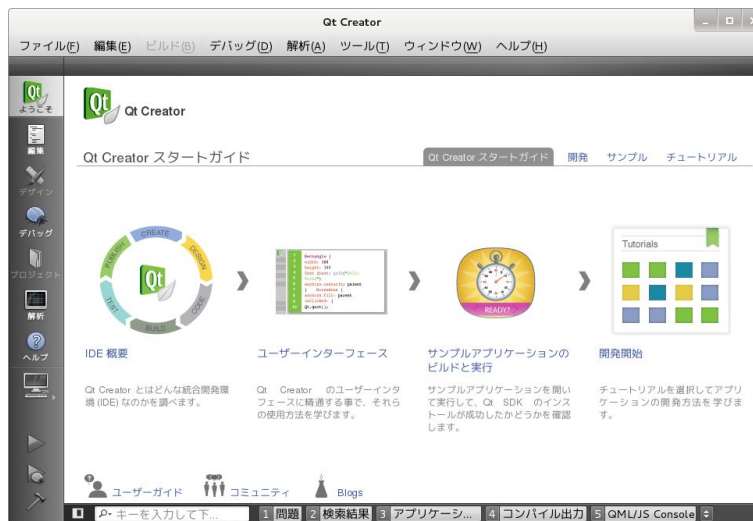 Qt Creator
ファイル(F) 編集(E) ビルド(B) デバッグ(D) 解析(A) ツール(T) ウィンドウ(W) ヘルプ(H)
Qt
ようこそ
編集
デザイン
デバッグ
プロジェクト
解析
ヘルプ
Qt Qt Creator
Qt Creator スタートガイド
Qt Creator スタートガイド 開発 サンプル チュートリアル
CREATE
DESIGN
CODE
BUILD
TEST
PUBLISH
Qt
READY?
Tutorials
IDE 概要
Qt Creator とはどんな統合開発環
境 (IDE) なのかを調べます。
ユーザーインターフェース
Qt Creator のユーザーインタ
フェースに精通する事で、それら
の使用方法を学びます。
サンプルアプリケーションの
ビルドと実行
サンプルアプリケーションを開い
て実行して、Qt SDK のインス
トールが成功したかどうかを確認
します。
開発開始
チュートリアルを選択してアプリ
ケーションの開発方法を学びま
す。
ユーザーガイド コミュニティ Blogs
キーを入力して下... 1 問題 2 検索結果 3 アプリケーシ... 4 コンパイル出力 5 QML/JS Console